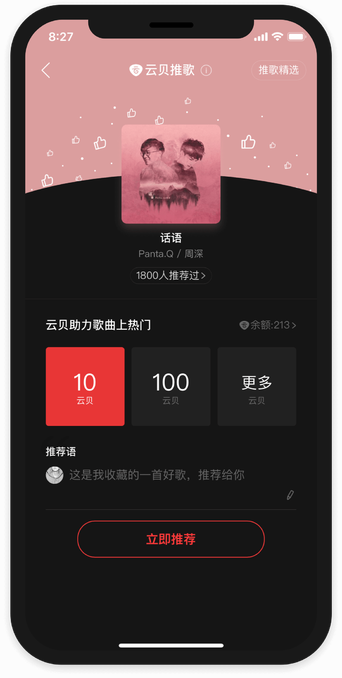 8:27
云贝推歌
推歌精选
话语
Panta.Q / 周深
1800人推荐过
云贝助力歌曲上热门
余额:213
10
云贝
100
云贝
更多
云贝
推荐语
这是我收藏的一首好歌，推荐给你
立即推荐